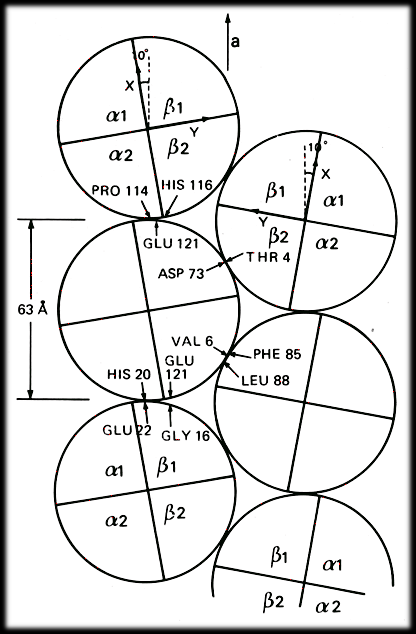 a
10°
X
α1
β1
Y
α2
β2
10°
X
β1
α1
Y
β2
α2
PRO 114
HIS 116
GLU 121
THR 4
ASP 73
63 Å
VAL 6
PHE 85
GLU
121
LEU 88
HIS 20
GLU 22
GLY 16
α1
β1
α2
β2
β1
α1
β2
α2